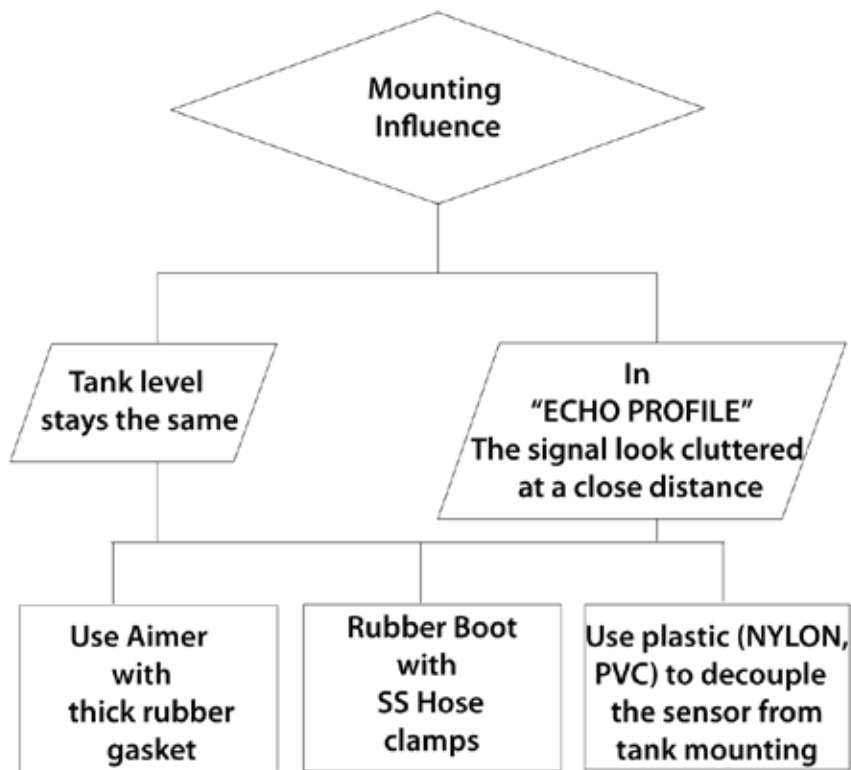 Mounting
Influence
Tank level
stays the same
In
“ECHO PROFILE”
The signal look cluttered
at a close distance
Use Aimer
with
thick rubber
gasket
Rubber Boot
with
SS Hose
clamps
Use plastic (NYLON,
PVC) to decouple
the sensor from
tank mounting